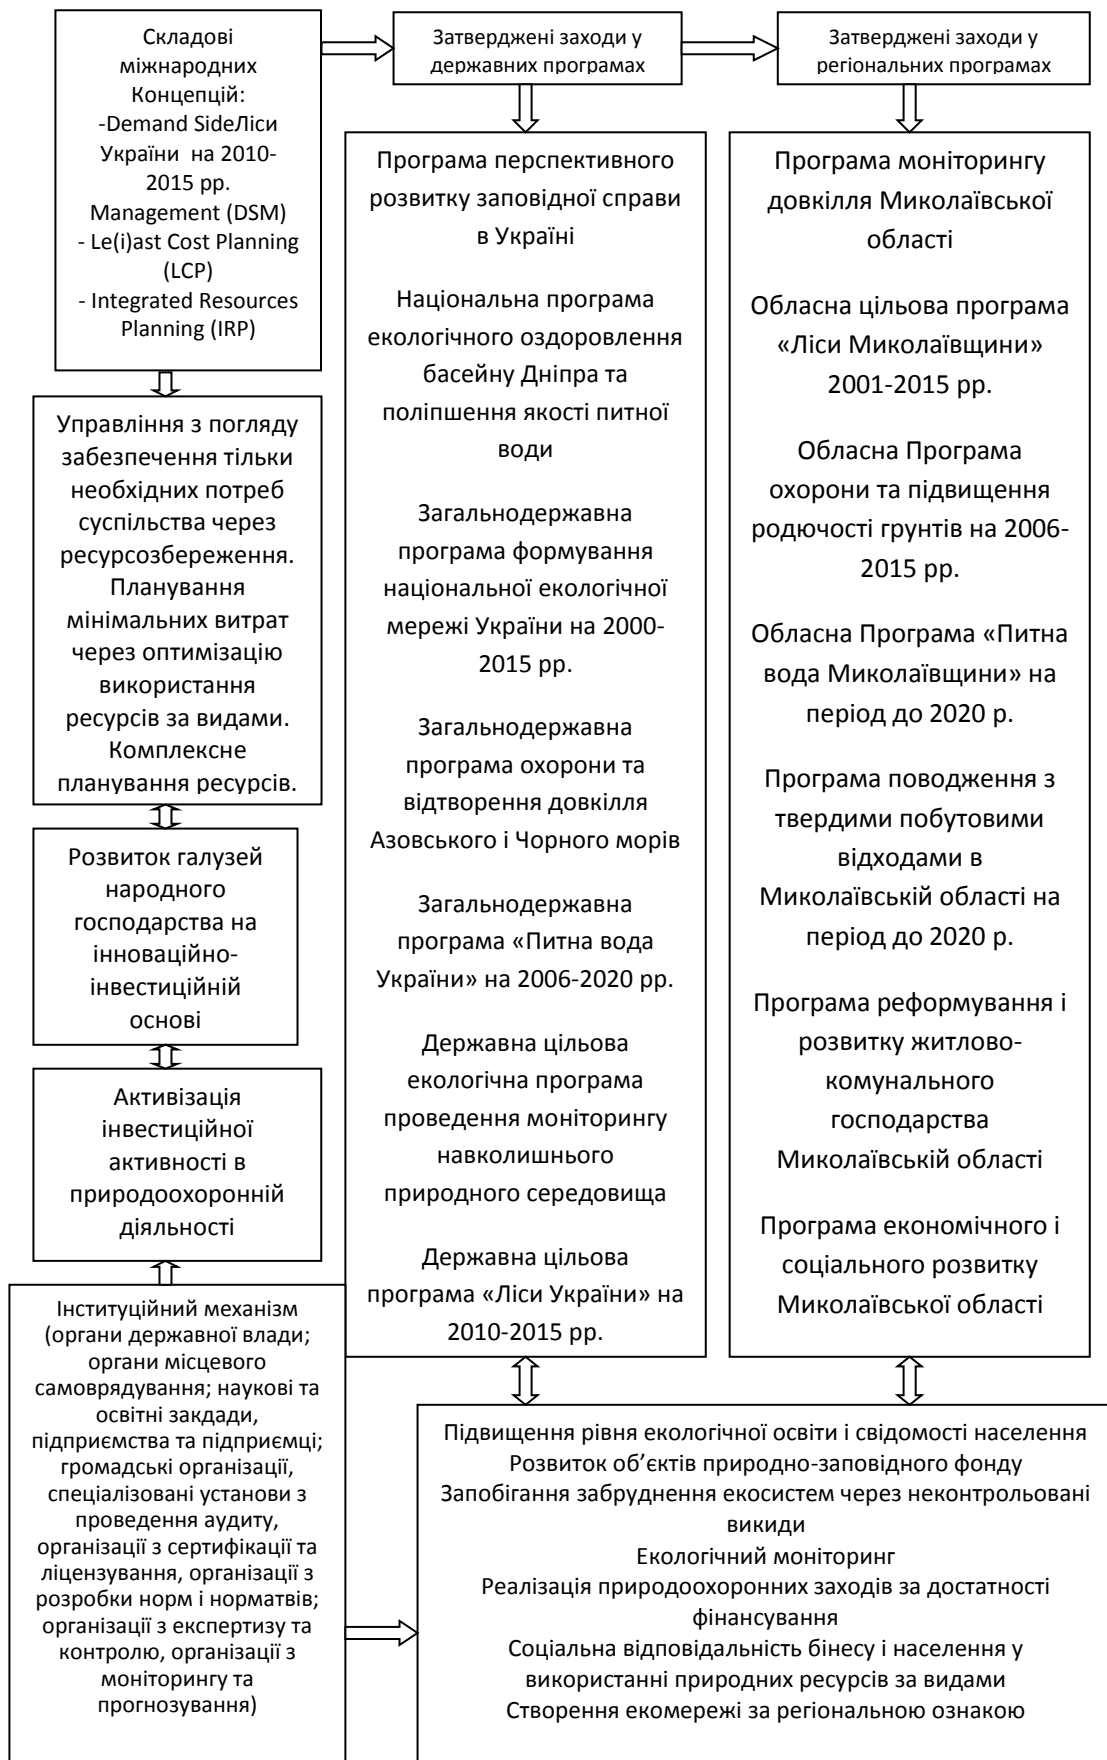 Складові
міжнародних
Концепцій:
-Demand SideЛіси
України на 2010-
2015 рр.
Management (DSM)
- Le(i)ast Cost Planning
(LCP)
- Integrated Resources
Planning (IRP)
Затверджені заходи у
державних програмах
Затверджені заходи у
регіональних програмах
Управління з погляду
забезпечення тільки
необхідних потреб
суспільства через
ресурсозбереження.
Планування
мінімальних витрат
через оптимізацію
використання
ресурсів за видами.
Комплексне
планування ресурсів.
Розвиток галузей
народного
господарства на
інноваційно-
інвестиційній
основі
Активізація
інвестиційної
активності в
природоохоронній
діяльності
Інституційний механізм
(органи державної влади;
органи місцевого
самоврядування; наукові та
освітні закдади,
підприємства та підприємці;
громадські організації,
спеціалізовані установи з
проведення аудиту,
організації з сертифікації та
ліцензування, організації з
розробки норм і норматвів;
організації з експертизу та
контролю, організації з
моніторингу та
прогнозування)
Програма перспективного
розвитку заповідної справи
в Україні
Національна програма
екологічного оздоровлення
басейну Дніпра та
поліпшення якості питної
води
Загальнодержавна
програма формування
національної екологічної
мережі України на 2000-
2015 рр.
Загальнодержавна
програма охорони та
відтворення довкілля
Азовського і Чорного морів
Загальнодержавна
програма «Питна вода
України» на 2006-2020 рр.
Державна цільова
екологічна програма
проведення моніторингу
навколишнього
природного середовища
Державна цільова
програма «Ліси України» на
2010-2015 рр.
Програма моніторингу
довкілля Миколаївської
області
Обласна цільова програма
«Ліси Миколаївщини»
2001-2015 рр.
Обласна Програма
охорони та підвищення
родючості грунтів на 2006-
2015 рр.
Обласна Програма «Питна
вода Миколаївщини» на
період до 2020 р.
Програма поводження з
твердими побутовими
відходами в
Миколаївській області на
період до 2020 р.
Програма реформування і
розвитку житлово-
комунального
господарства
Миколаївській області
Програма економічного і
соціального розвитку
Миколаївської області
Підвищення рівня екологічної освіти і свідомості населення
Розвиток об’єктів природно-заповідного фонду
Запобігання забруднення екосистем через неконтрольовані
викиди
Екологічний моніторинг
Реалізація природоохоронних заходів за достатності
фінансування
Соціальна відповідальність бінесу і населення у
використанні природних ресурсів за видами
Створення екомережі за регіональною ознакою